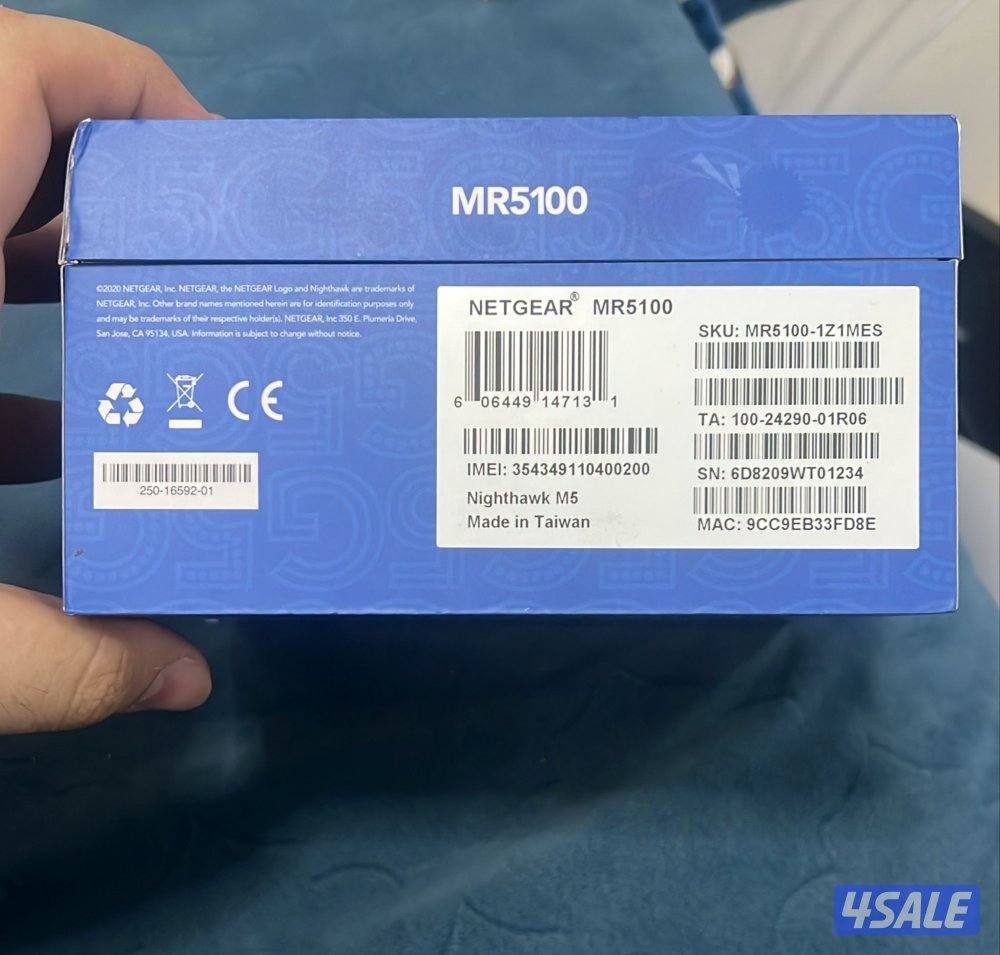 MR5100
©2020 NETGEAR, Inc. NETGEAR, the NETGEAR Logo and Nighthawk are trademarks of
NETGEAR, Inc. Other brand names mentioned herein are for identification purposes only
and may be trademarks of their respective holder(s). NETGEAR, Inc 350 E. Plumeria Drive,
San Jose, CA 95134, USA. Information is subject to change without notice.
CE
250-16592-01
NETGEAR® MR5100
6 06449 14713 1
IMEI: 354349110400200
Nighthawk M5
Made in Taiwan
SKU: MR5100-1Z1MES
TA: 100-24290-01R06
SN: 6D8209WT01234
MAC: 9CC9EB33FD8E
4SALE